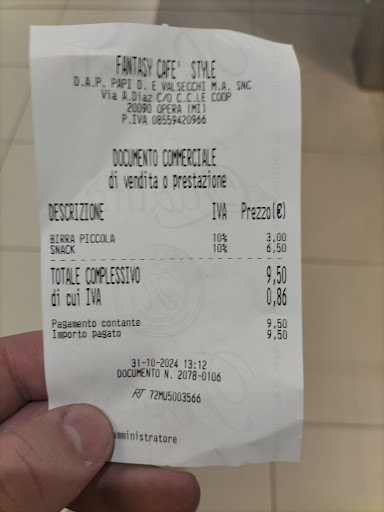 FANTASY CAFE' STYLE
D.A.P. PAPI D. E VALSECCHI M.A. SNC
Via A.Diaz C/O C.C.LE COOP
20090 OPERA (MI)
P.IVA 08559420966
DOCUMENTO COMMERCIALE
di vendita o prestazione
DESCRIZIONE IVA Prezzo(€)
BIRRA PICCOLA 10% 3,00
SNACK 10% 6,50
TOTALE COMPLESSIVO 9,50
di cui IVA 0,86
Pagamento contante 9,50
Importo pagato 9,50
31-10-2024 13:12
DOCUMENTO N. 2078-0106
RT 72MU5003566
mministratore